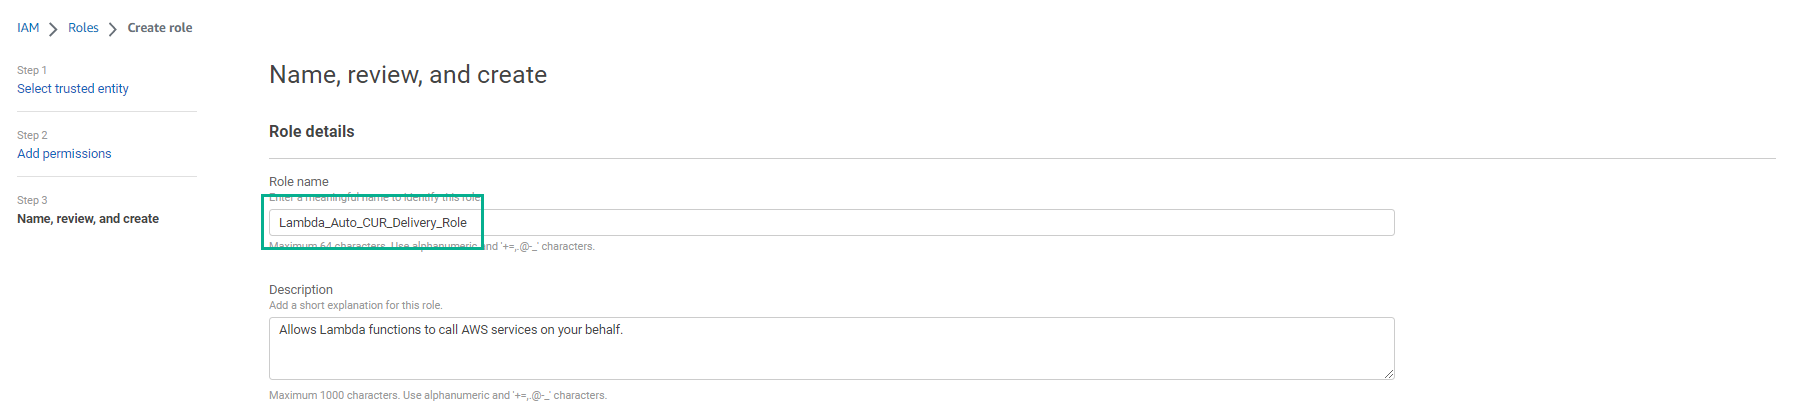 IAM > Roles > Create role
Step 1
Select trusted entity
Step 2
Add permissions
Step 3
Name, review, and create
Name, review, and create
Role details
Role name
Enter a meaningful name to identify this role.
Lambda_Auto_CUR_Delivery_Role
Maximum 64 characters. Use alphanumeric and '+=,.@-_' characters.
Description
Add a short explanation for this role.
Allows Lambda functions to call AWS services on your behalf.
Maximum 1000 characters. Use alphanumeric and '+=,.@-_' characters.